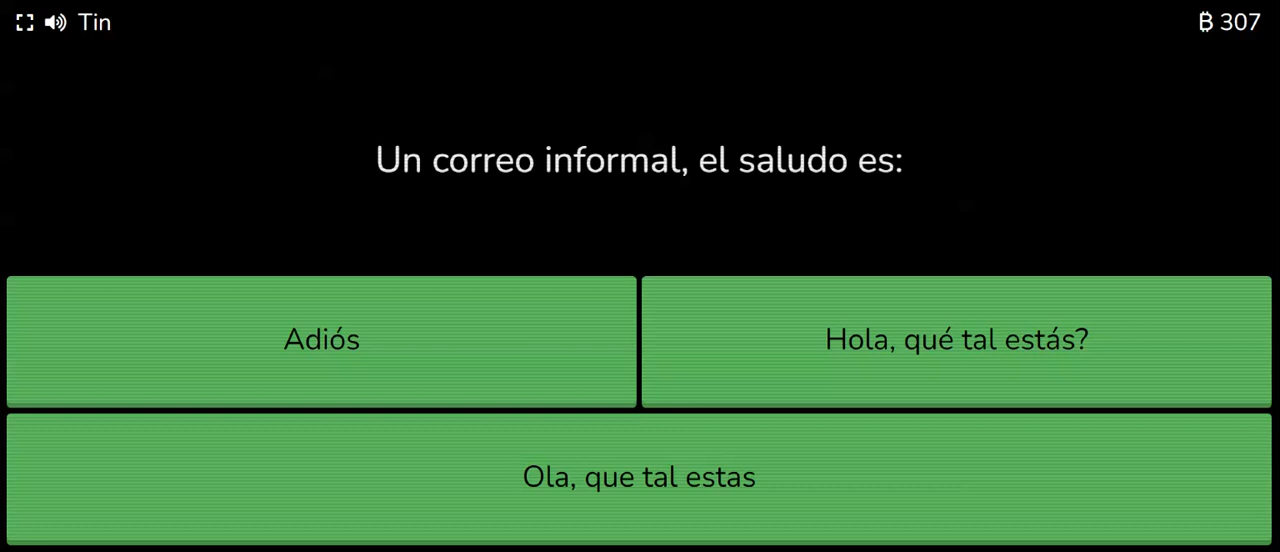 Tin
₿ 307
Un correo informal, el saludo es:
Adiós
Hola, qué tal estás?
Ola, que tal estas